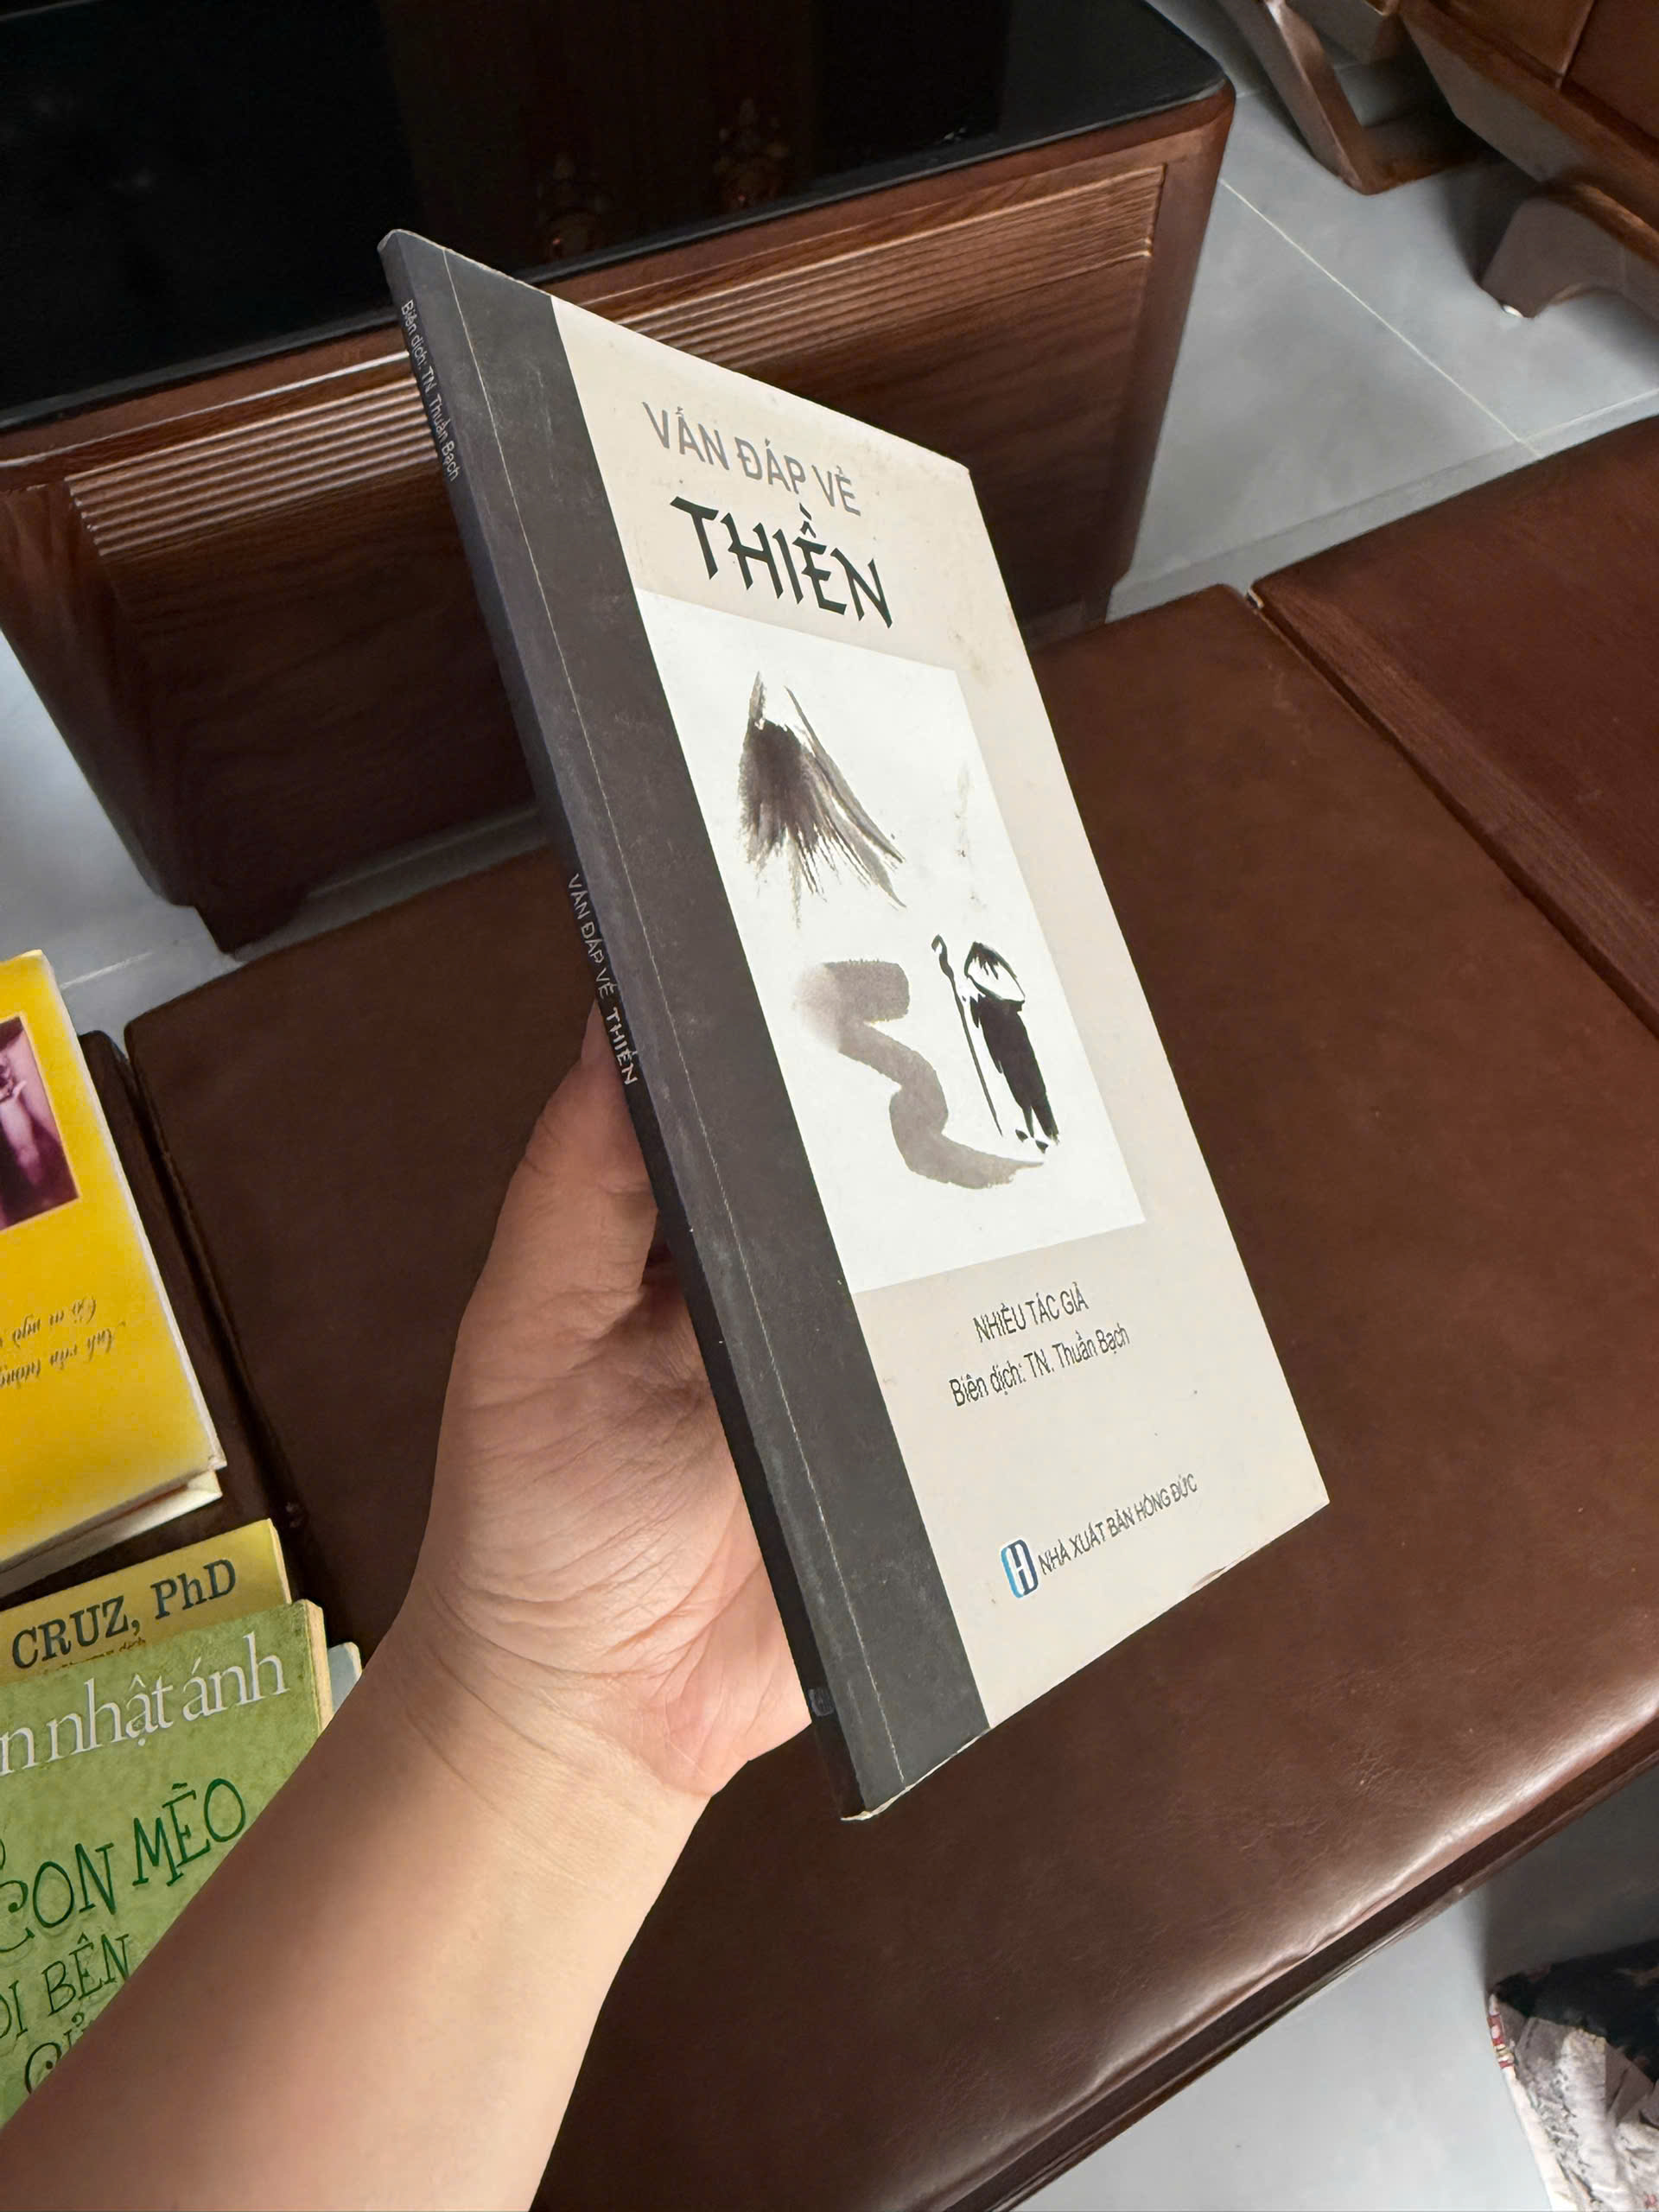 VẤN ĐÁP VỀ
THIỀN
NHIỀU TÁC GIẢ
Biên dịch: TN. Thuần Bạch
NHÀ XUẤT BẢN HỒNG ĐỨC
Biên dịch: TN. Thuần Bạch
VẤN ĐÁP VỀ THIỀN
CRUZ, PhD
n nhật ánh
CON MÈO
BÊN